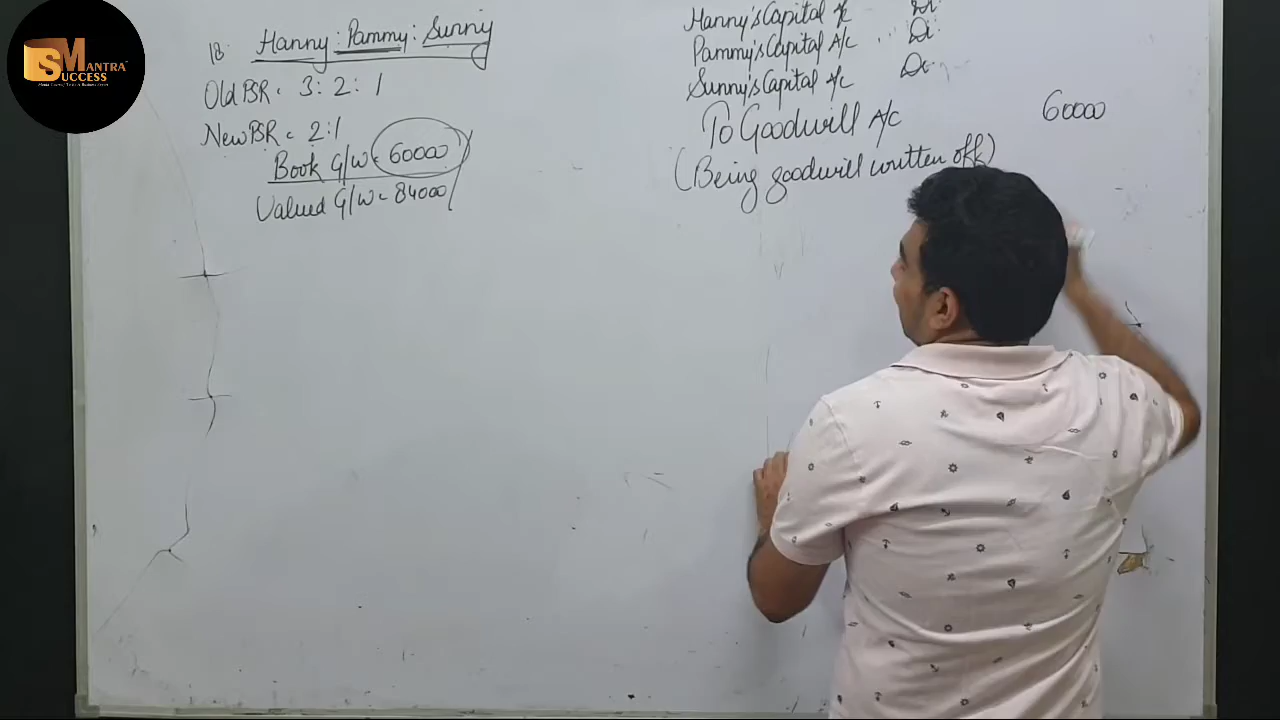 MANTRA
SUCCESS
18. Hanny : Pammy : Sunny
Old PSR = 3 : 2 : 1
New PSR = 2:1
Book G/W = 60000
Valued G/W = 84000
Hanny's Capital A/c Dr.
Pammy's Capital A/c ... Dr.
Sunny's Capital A/c Dr
To Goodwill A/c 60000
(Being goodwill written off)